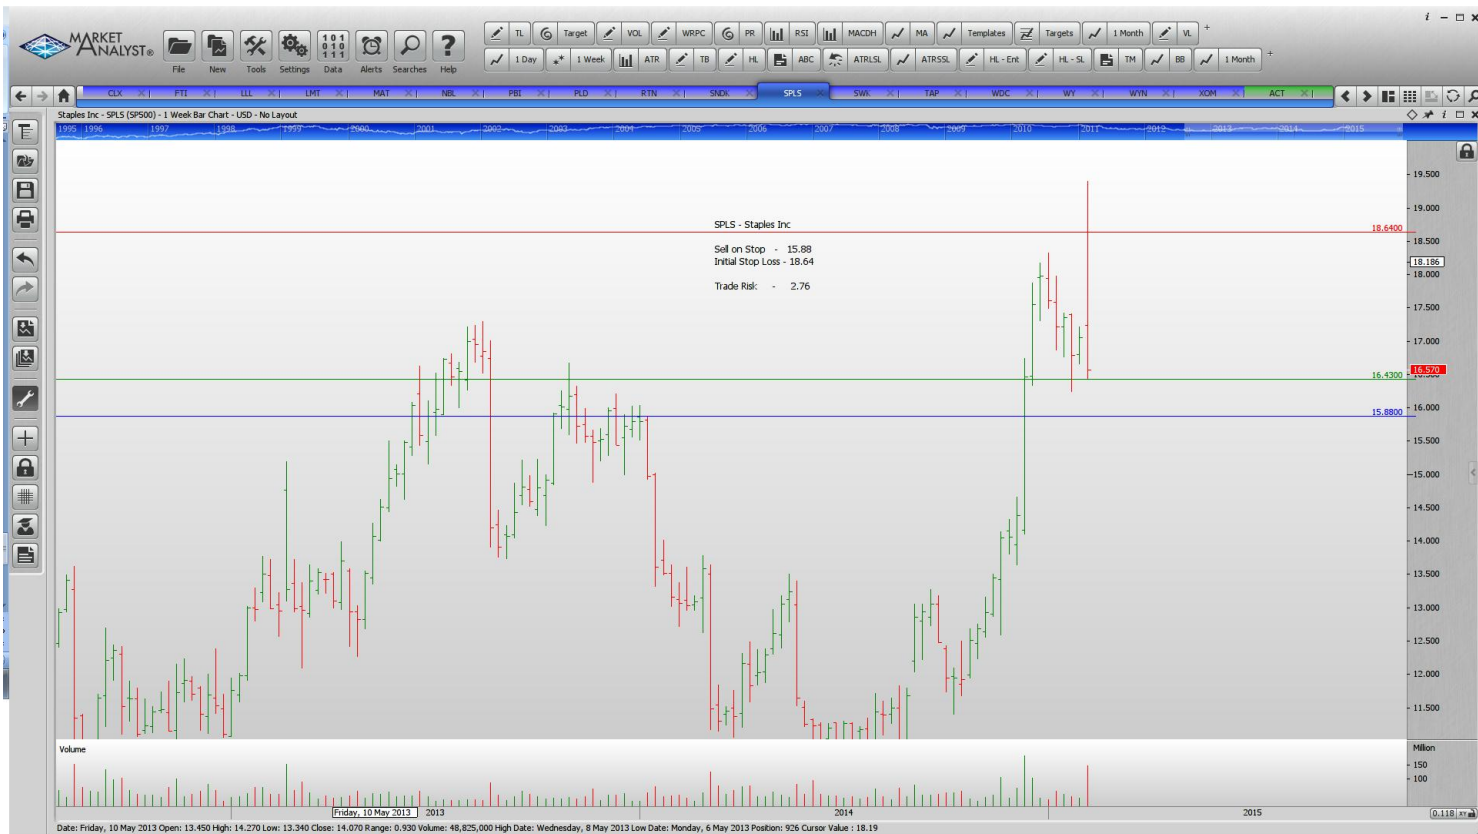 MARKET
ANALYST®
File New Tools Settings Data Alerts Searches Help
TL Target VOL WRPC PR RSI MACDH MA Templates Targets 1 Month VL +
1 Day 1 Week ATR TB HL ABC ATRLSL ATRSSL HL - Ent HL - SL TM BB 1 Month +
CLX FTI LLL LMT MAT NBL PBI PLD RTN SNDK SPLS SWK TAP WDC WY WYN XOM ACT
Staples Inc - SPLS (SP500) - 1 Week Bar Chart - USD - No Layout
1995 1996 1997 1998 1999 2000 2001 2002 2003 2004 2005 2006 2007 2008 2009 2010 2011 2012 2013 2014 2015
19.500
19.000
SPLS - Staples Inc
18.6400
18.500
Sell on Stop - 15.88
Initial Stop Loss - 18.64
18.186
18.000
Trade Risk - 2.76
17.500
17.000
16.4300
16.570
16.000
15.8800
15.500
15.000
14.500
14.000
13.500
13.000
12.500
12.000
11.500
Volume
Million
150
100
Friday, 10 May 2013 2013 2014 2015
0.118 XY
Date: Friday, 10 May 2013 Open: 13.450 High: 14.270 Low: 13.340 Close: 14.070 Range: 0.930 Volume: 48,825,000 High Date: Wednesday, 8 May 2013 Low Date: Monday, 6 May 2013 Position: 926 Cursor Value : 18.19